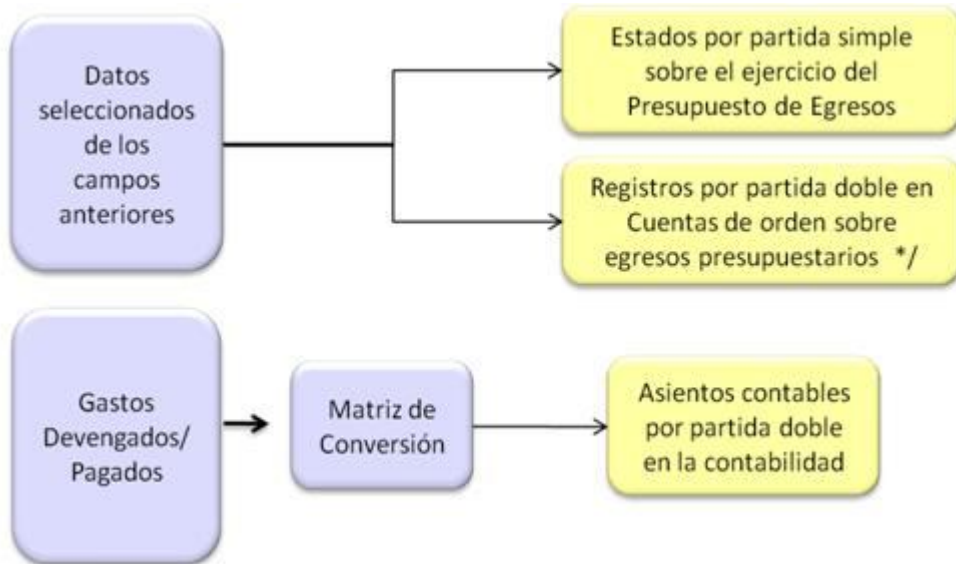 Datos
seleccionados
de los
campos
anteriores
Estados por partida simple
sobre el ejercicio del
Presupuesto de Egresos
Registros por partida doble en
Cuentas de orden sobre
egresos presupuestarios */
Gastos
Devengados/
Pagados
Matriz de
Conversión
Asientos contables
por partida doble
en la contabilidad